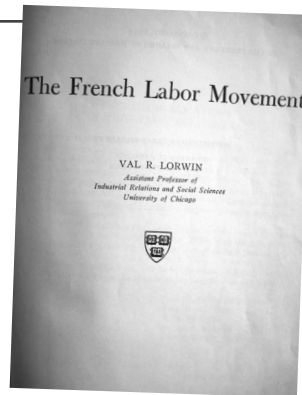 The French Labor Movement
VAL R. LORWIN
Assistant Professor of
Industrial Relations and Social Sciences
University of Chicago